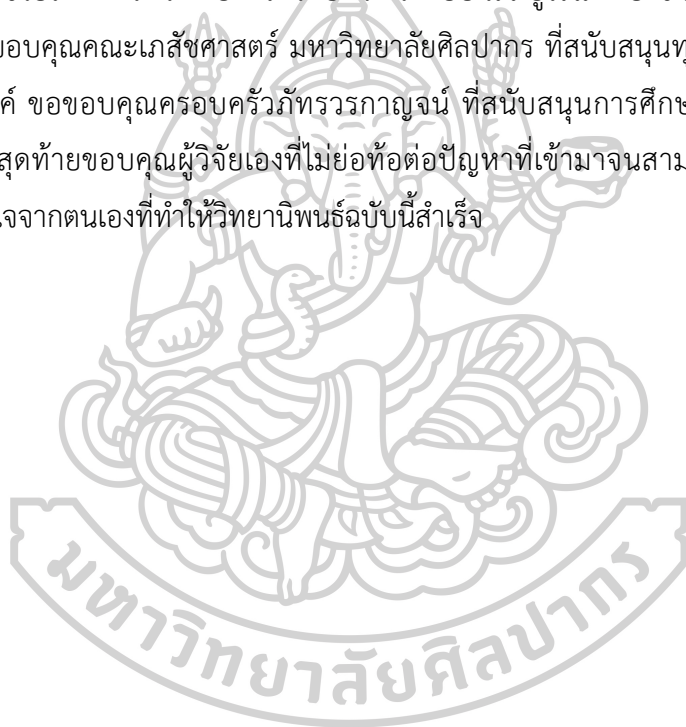 ขอบคุณคณะเภสัชศาสตร์ มหาวิทยาลัยศิลปากร ที่สนับสนุนทุ
ค์ ขอขอบคุณครอบครัวภัทรวรกาญจน์ ที่สนับสนุนการศึกษ
สุดท้ายขอบคุณผู้วิจัยเองที่ไม่ย่อท้อต่อปัญหาที่เข้ามาจนสาม
ใจจากตนเองที่ทำให้วิทยานิพนธ์ฉบับนี้สำเร็จ
มหาวิทยาลัยศิลปากร